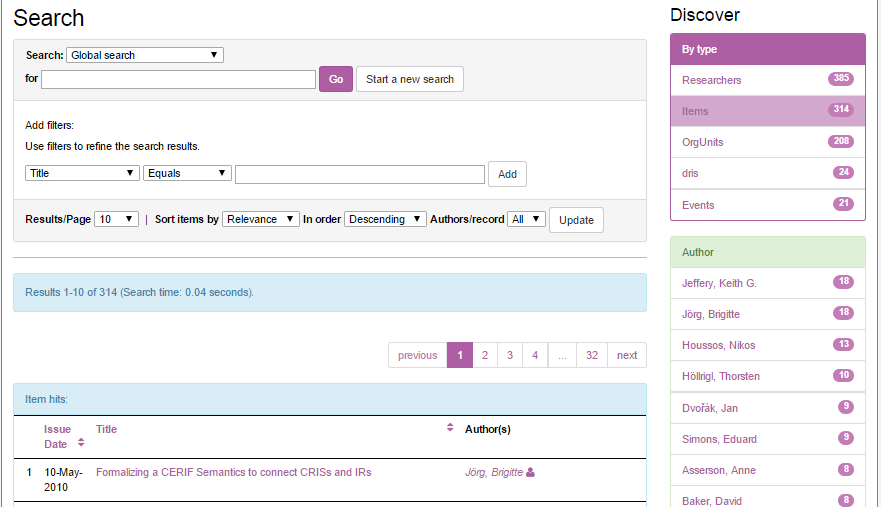 Search
Search: Global search
for Go Start a new search
Add filters:
Use filters to refine the search results.
Title Equals Add
Results/Page 10 | Sort items by Relevance In order Descending Authors/record All Update
Results 1-10 of 314 (Search time: 0.04 seconds).
previous 1 2 3 4 ... 32 next
Item hits:
Issue Date Title Author(s)
1 10-May-2010 Formalizing a CERIF Semantics to connect CRISs and IRs Jörg, Brigitte
Discover
By type
Researchers 385
Items 314
OrgUnits 208
dris 24
Events 21
Author
Jeffery, Keith G. 18
Jörg, Brigitte 18
Houssos, Nikos 13
Höllrigl, Thorsten 10
Dvořák, Jan 9
Simons, Eduard 9
Asserson, Anne 8
Baker, David 8